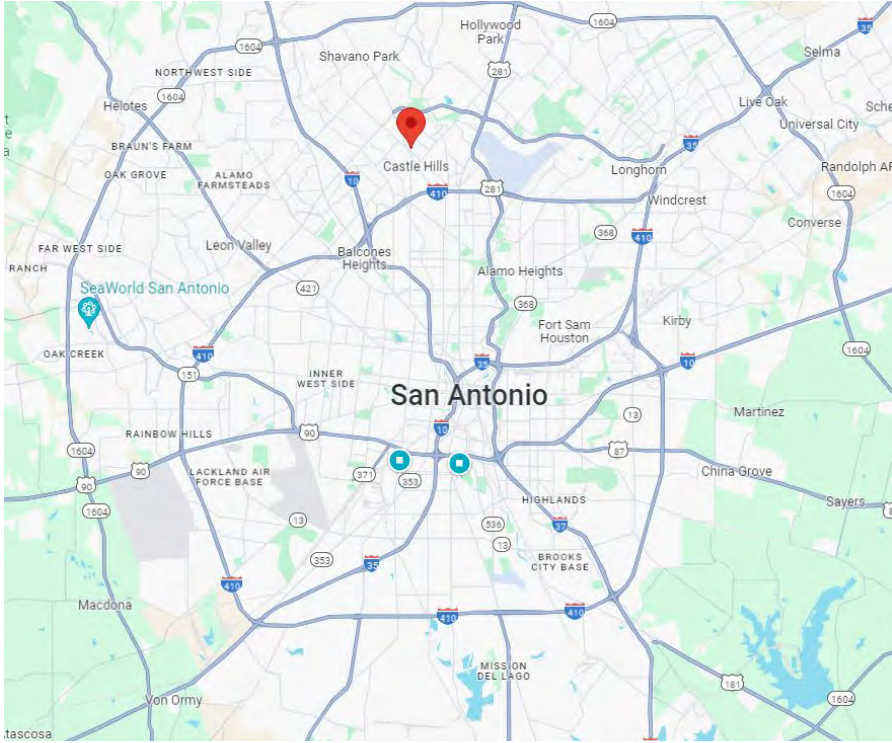 Hollywood
Park
1604
35
1604
Shavano Park
281
Selma
NORTHWEST SIDE
1604
Helotes
Live Oak
Universal City
BRAUN'S FARM
35
OAK GROVE
ALAMO
FARMSTEADS
Castle Hills
10
410
281
Longhorn
Randolph AF
1604
Windcrest
Converse
368
410
FAR WEST SIDE
Leon Valley
Balcones
Heights
RANCH
Alamo Heights
SeaWorld San Antonio
421
368
Fort Sam
Houston
Kirby
OAK CREEK
410
35
10
1604
151
INNER
WEST SIDE
San Antonio
13
Martinez
RAINBOW HILLS
90
10
1604
90
87
LACKLAND AIR
FORCE BASE
371
353
China Grove
90
1604
HIGHLANDS
Sayers
13
536
37
353
13
BROOKS
CITY BASE
35
410
Macdona
410
410
MISSION
DEL LAGO
181
Von Ormy
1604
tascosa